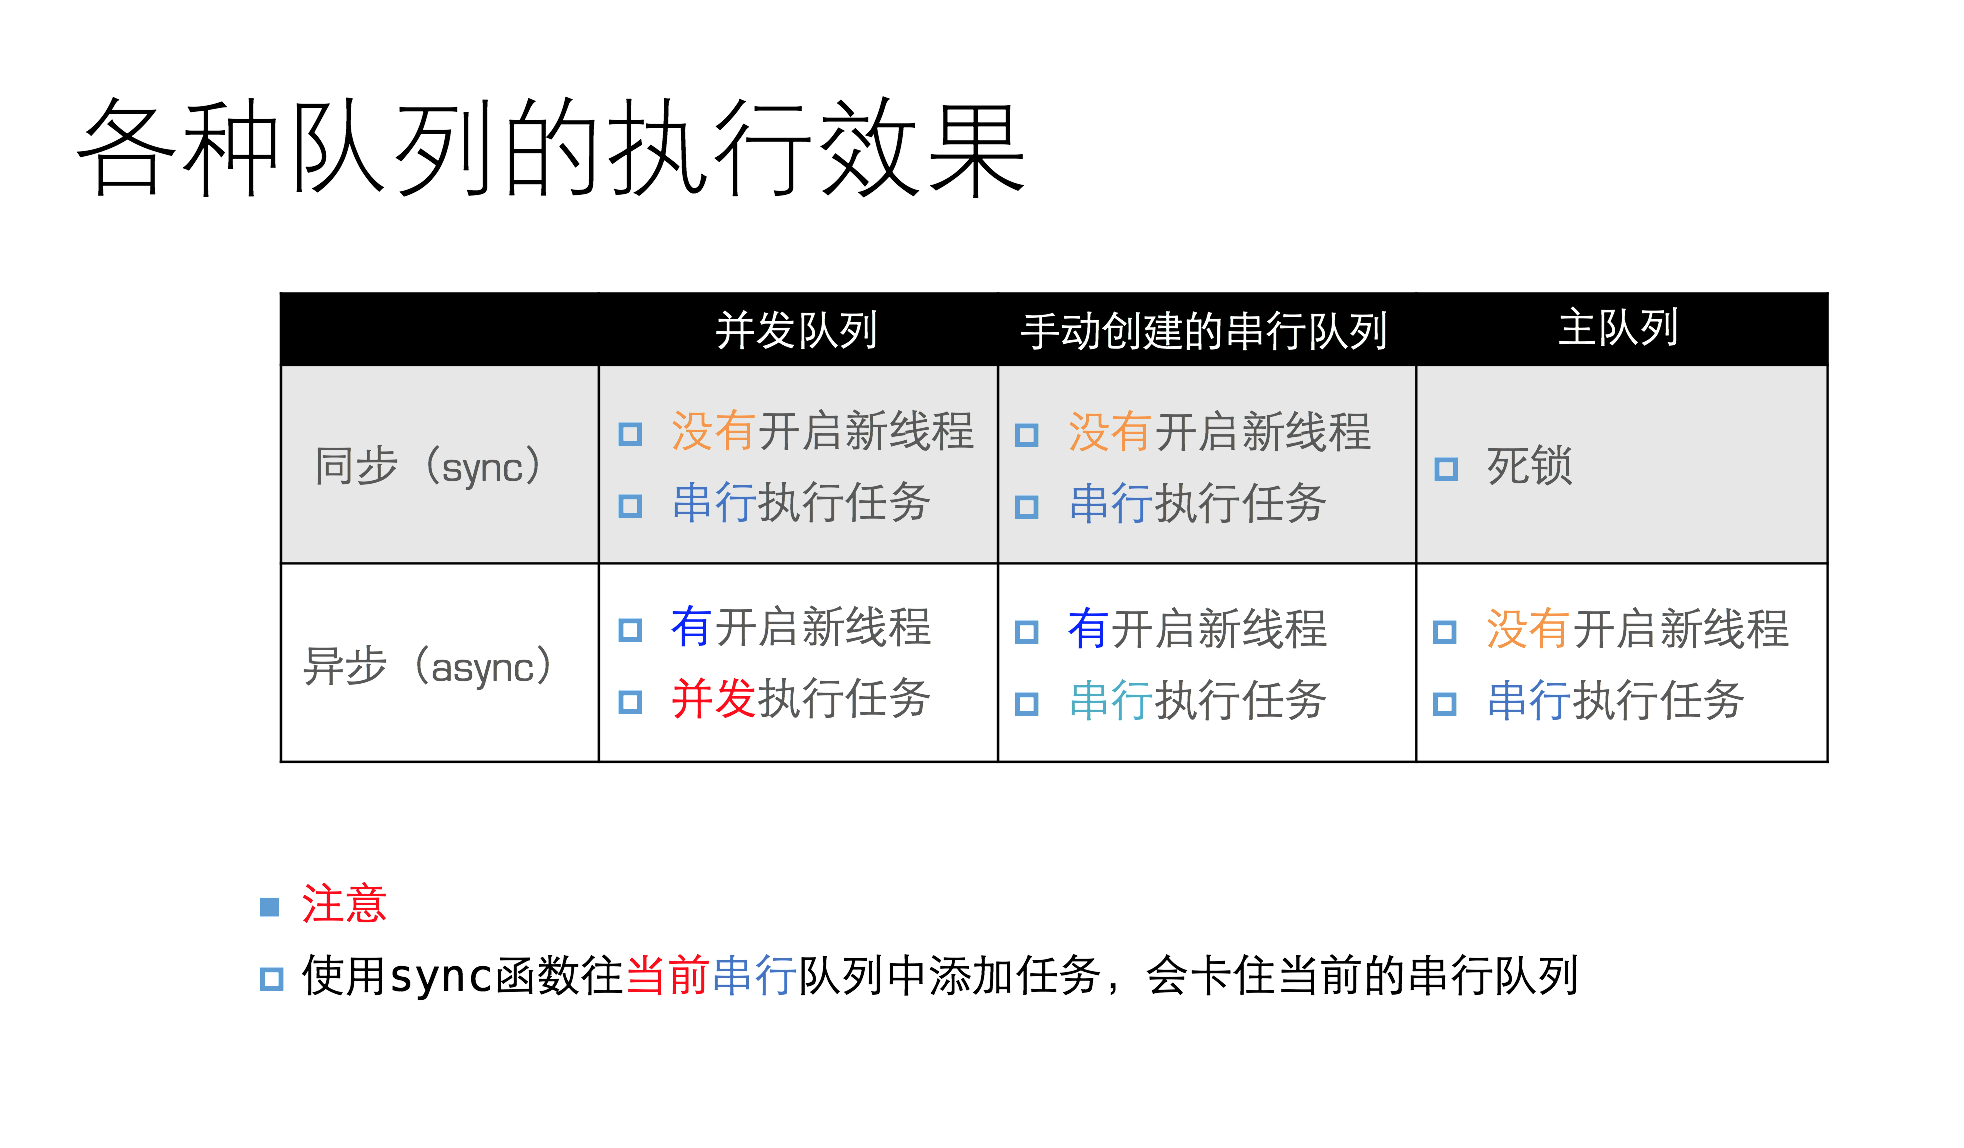 各种队列的执行效果
并发队列 手动创建的串行队列 主队列
同步（sync）
没有开启新线程
串行执行任务
没有开启新线程
串行执行任务
死锁
异步（async）
有开启新线程
并发执行任务
有开启新线程
串行执行任务
没有开启新线程
串行执行任务
注意
使用sync函数往当前串行队列中添加任务，会卡住当前的串行队列